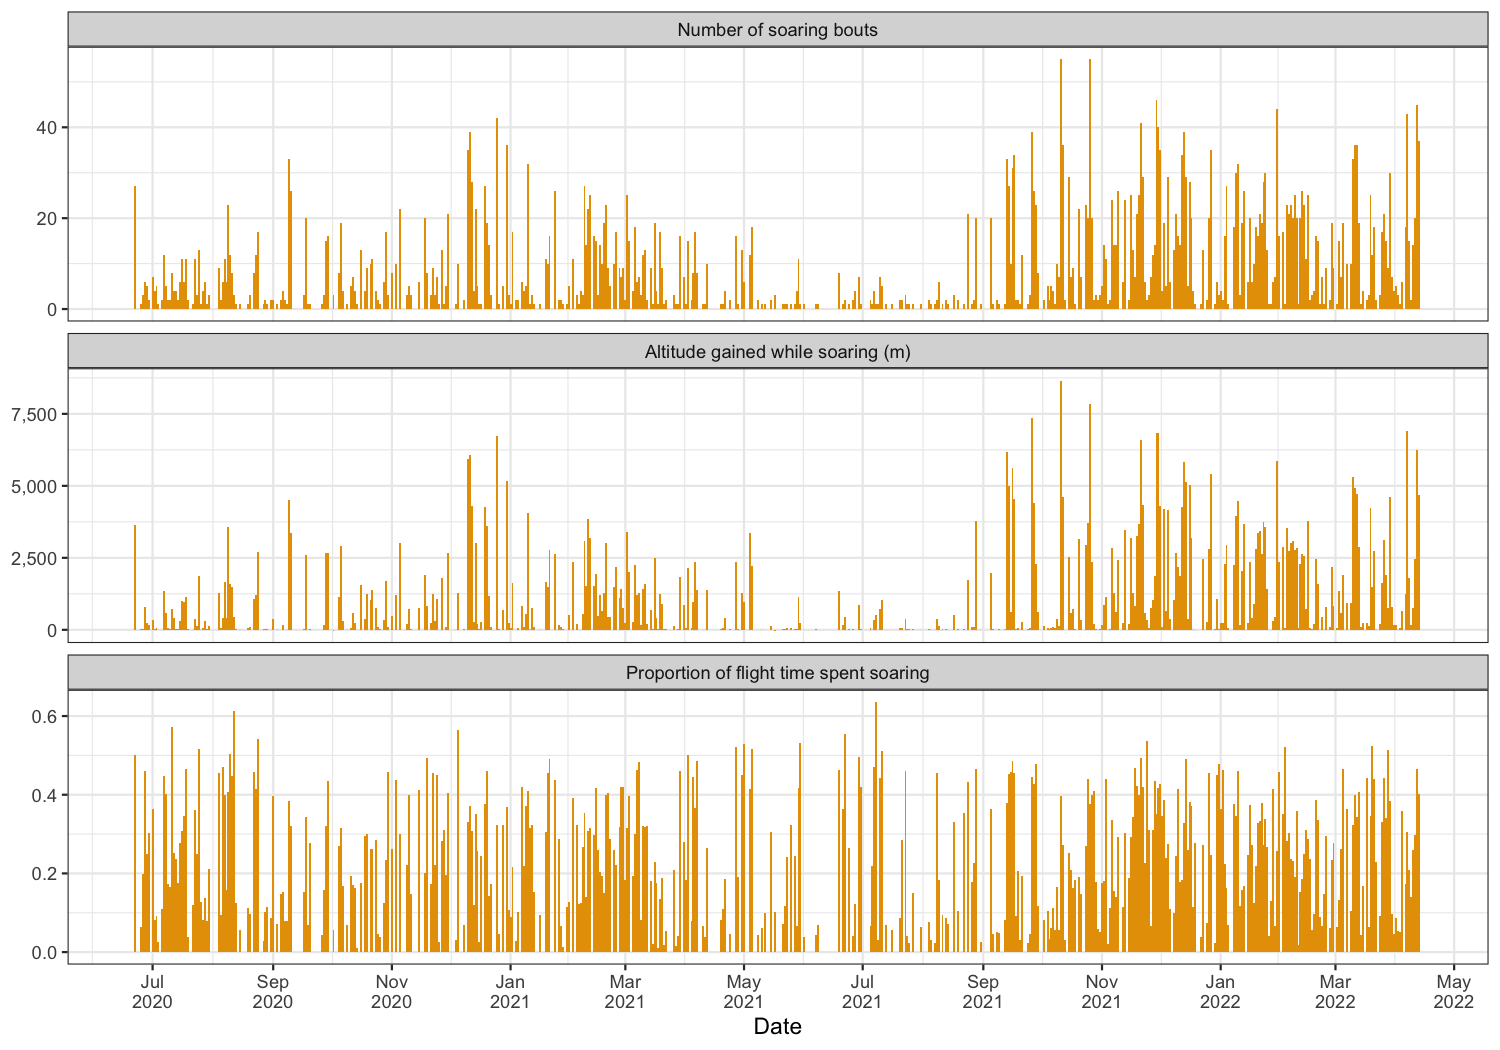 Number of soaring bouts
40
20
0
Altitude gained while soaring (m)
7,500
5,000
2,500
0
Proportion of flight time spent soaring
0.6
0.4
0.2
0.0
Jul Sep Nov Jan Mar May Jul Sep Nov Jan Mar May
2020 2020 2020 2021 2021 2021 2021 2021 2021 2022 2022 2022
Date